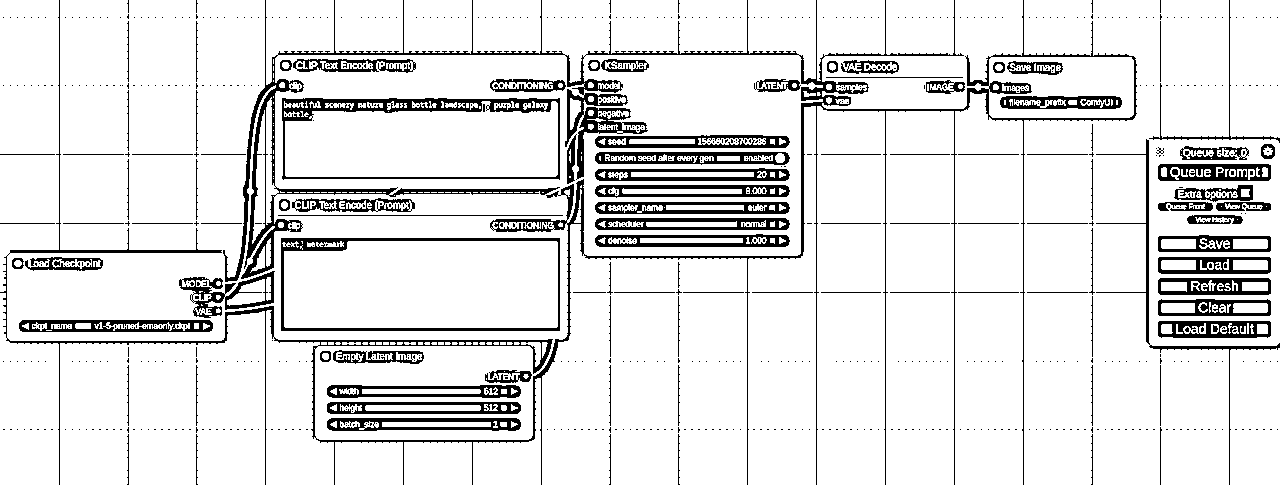 CLIP Text Encode (Prompt)
clip
CONDITIONING
beautiful scenery nature glass bottle landscape, , purple galaxy
bottle,
CLIP Text Encode (Prompt)
clip
CONDITIONING
text, watermark
Load Checkpoint
MODEL
CLIP
VAE
ckpt_name v1-5-pruned-emaonly.ckpt
Empty Latent Image
LATENT
width 512
height 512
batch_size 1
KSampler
model LATENT
positive
negative
latent_image
seed 156680208700286
Random seed after every gen enabled
steps 20
cfg 8.000
sampler_name euler
scheduler normal
denoise 1.000
VAE Decode
samples IMAGE
vae
Save Image
images
filename_prefix ComfyUI
Queue size: 0
Queue Prompt
Extra options
Queue Front View Queue
View History
Save
Load
Refresh
Clear
Load Default